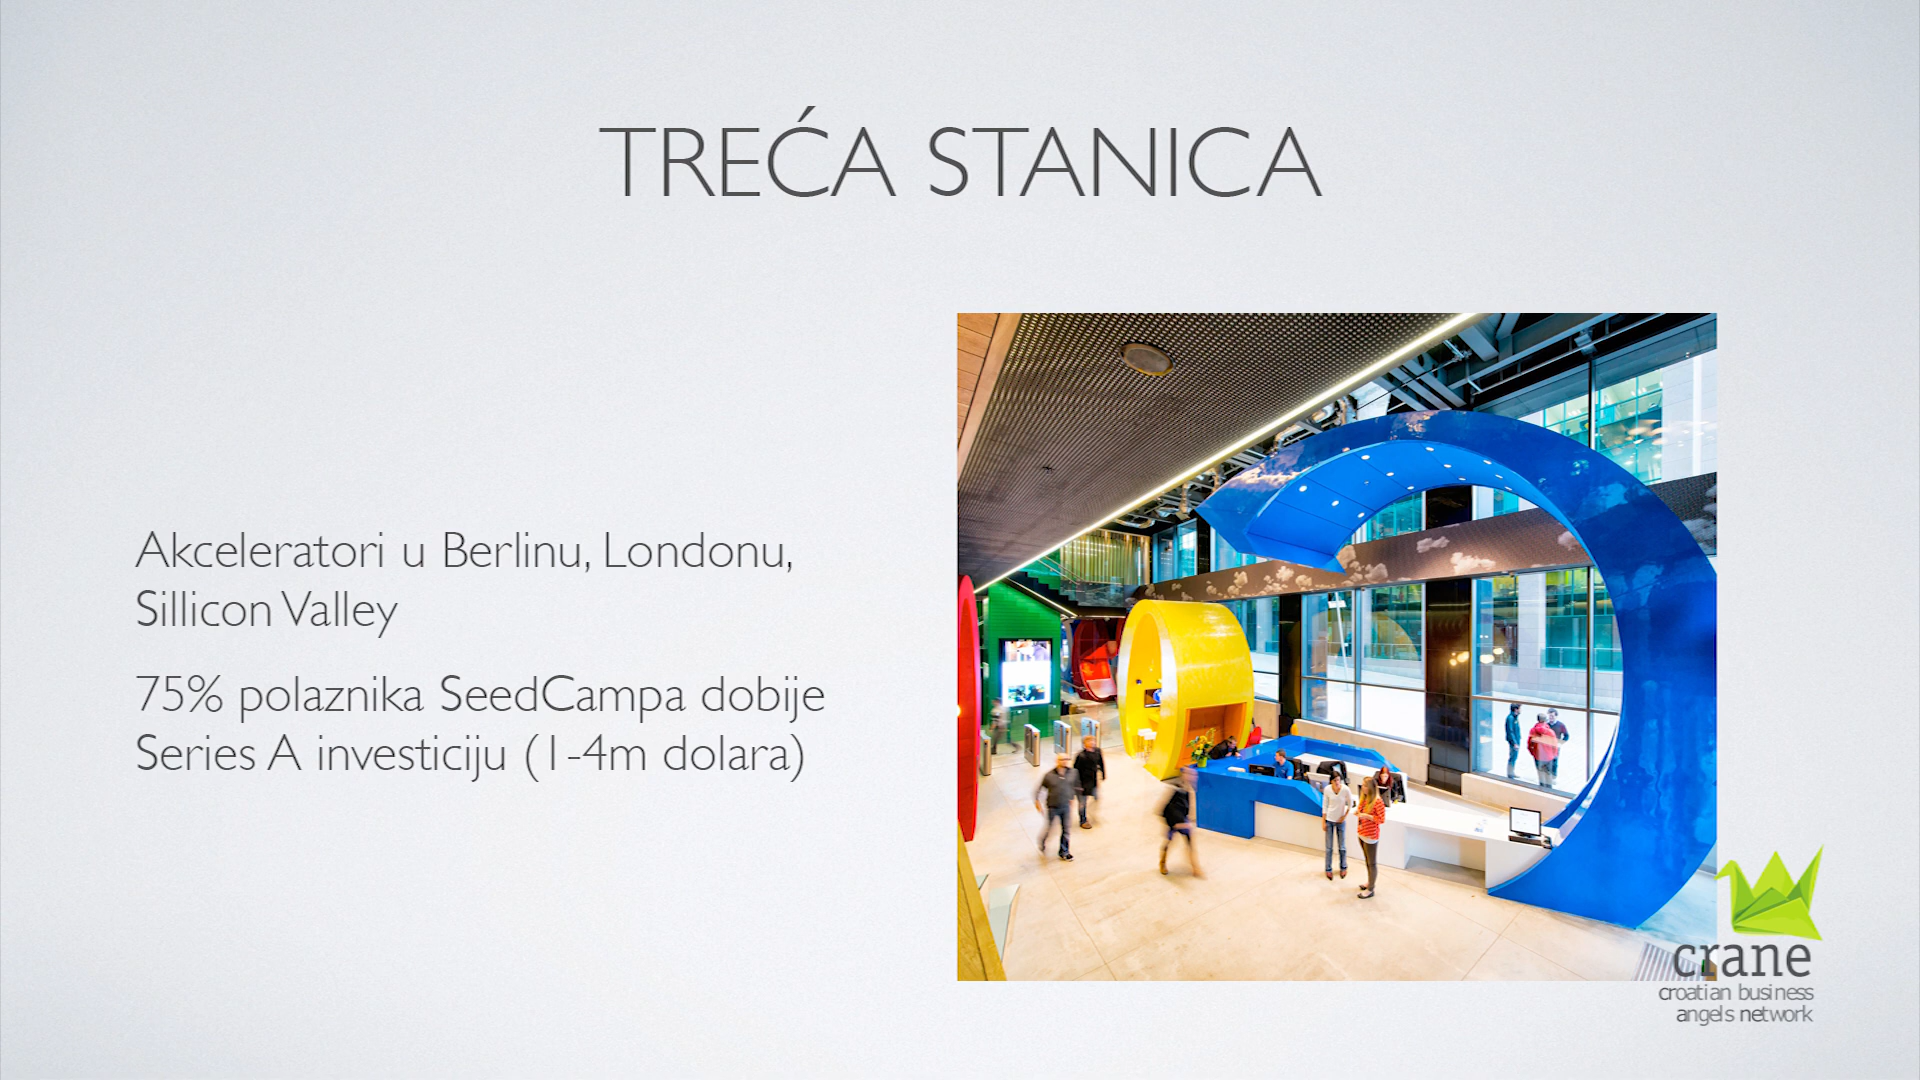 TREĆA STANICA
Akceleratori u Berlinu, Londonu,
Sillicon Valley
75% polaznika SeedCampa dobije
Series A investiciju (1-4m dolara)
crane
croatian business
angels network